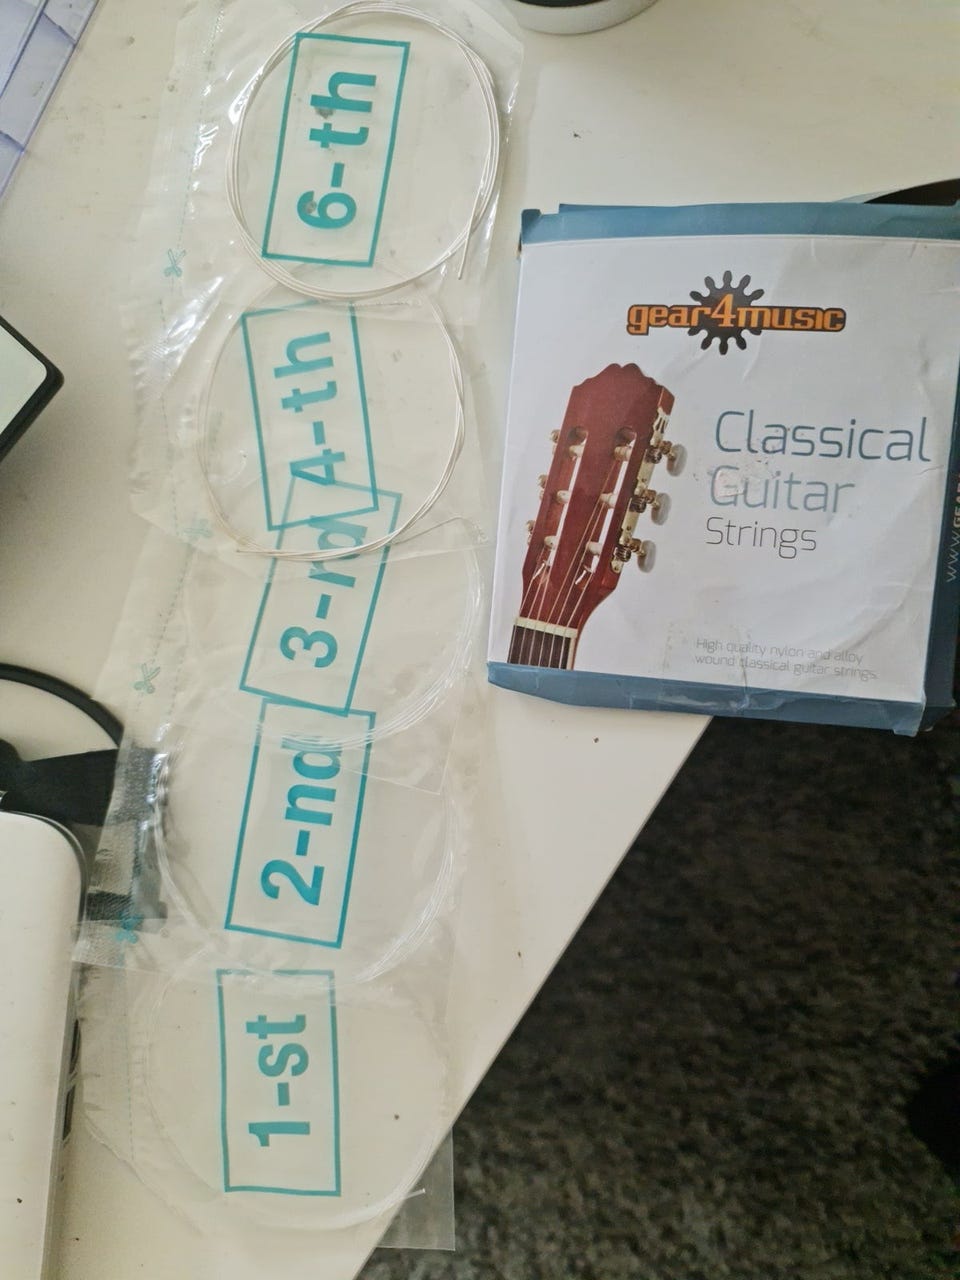 6-th
4-th
3-rd
2-nd
1-st
gear4music
Classical
Guitar
Strings
High quality nylon and alloy
wound classical guitar strings.